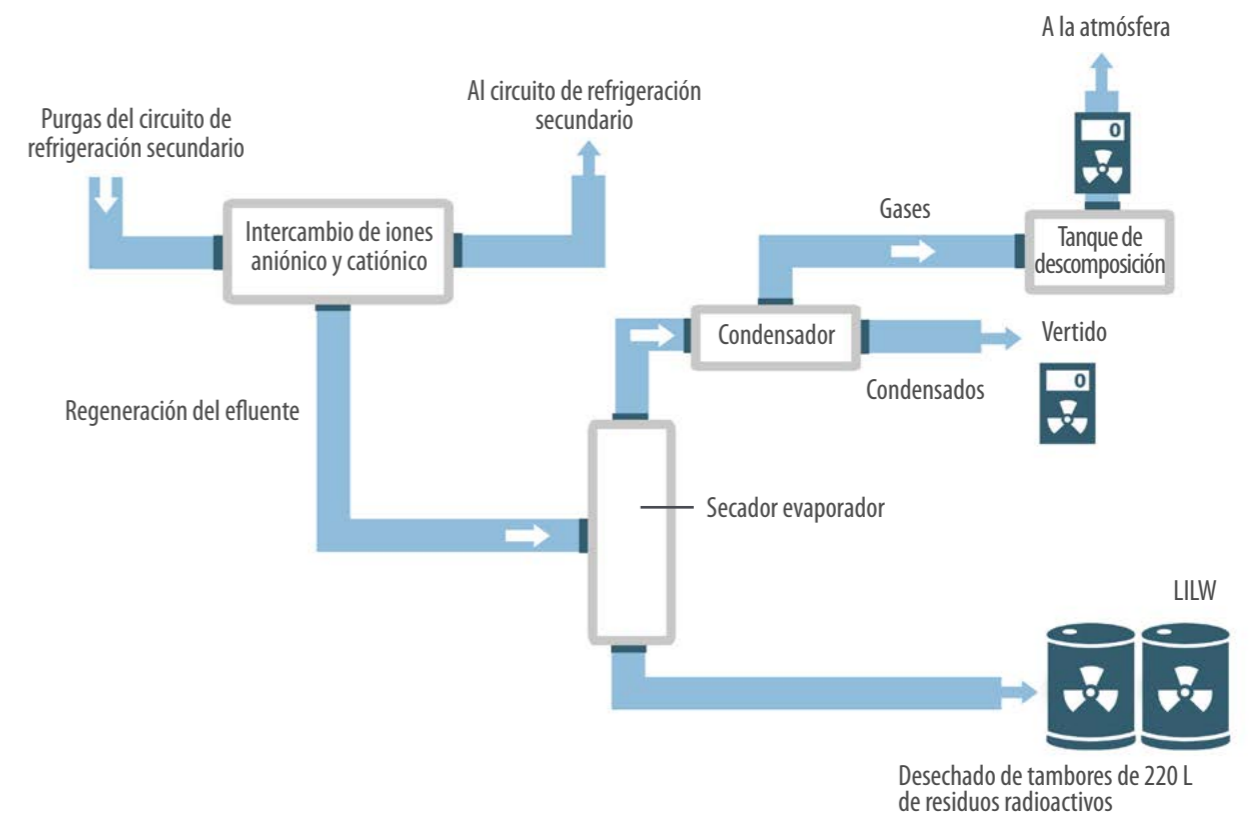 A la atmósfera
Purgas del circuito de
refrigeración secundario
Al circuito de refrigeración
secundario
0
Intercambio de iones
aniónico y catiónico
Gases
Tanque de
descomposición
Condensador
Vertido
0
Condensados
Regeneración del efluente
Secador evaporador
LILW
Desechado de tambores de 220 L
de residuos radioactivos